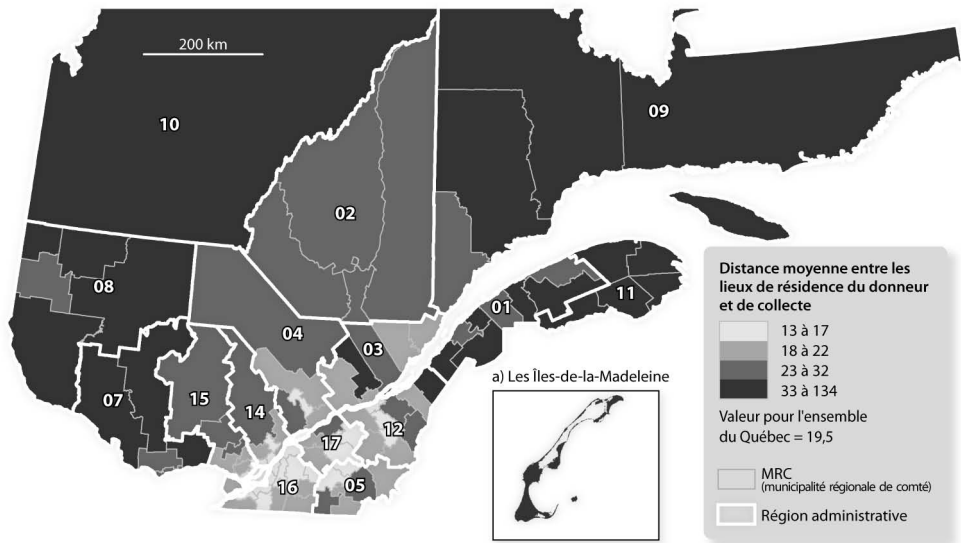 200 km
10
09
02
08
01
11
04
03
07
15
14
12
17
16
05
a) Les Îles-de-la-Madeleine
Distance moyenne entre les
lieux de résidence du donneur
et de collecte
13 à 17
18 à 22
23 à 32
33 à 134
Valeur pour l'ensemble
du Québec = 19,5
MRC
(municipalité régionale de comté)
Région administrative